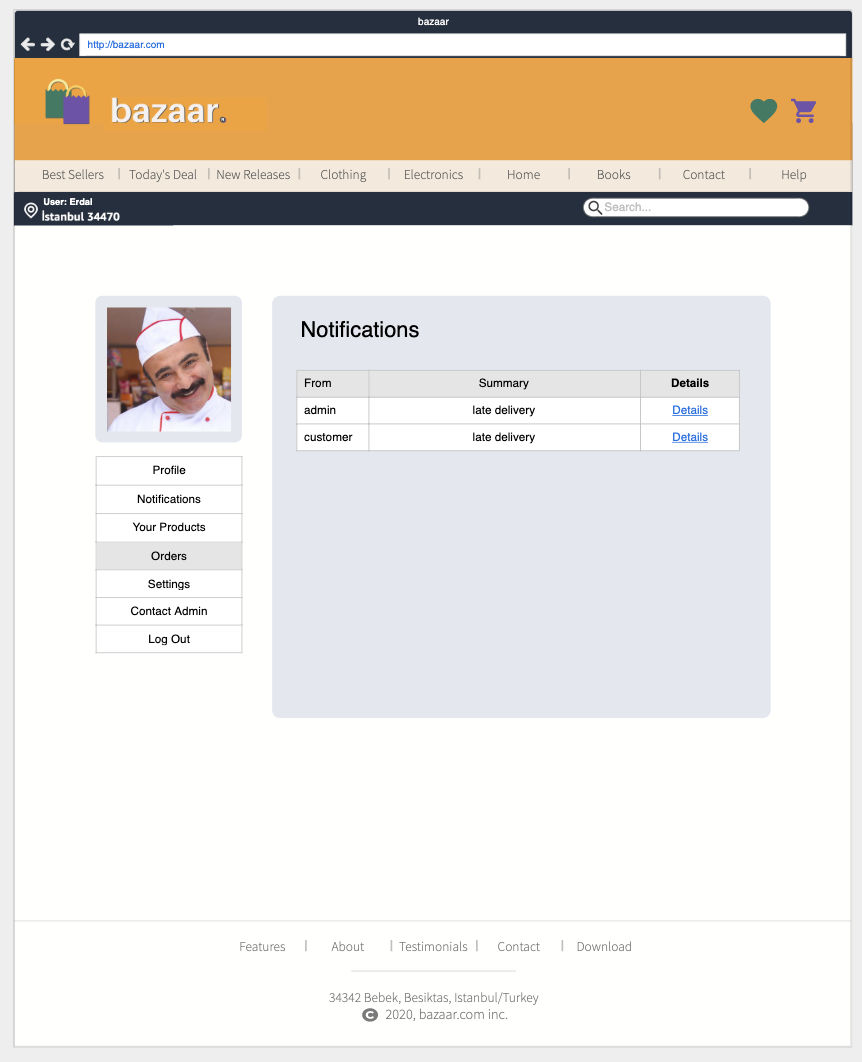 bazaar
http://bazaar.com
bazaar.
Best Sellers | Today's Deal | New Releases | Clothing | Electronics | Home | Books | Contact | Help
User: Erdal
İstanbul 34470
Search...
Notifications
From Summary Details
admin late delivery Details
customer late delivery Details
Profile
Notifications
Your Products
Orders
Settings
Contact Admin
Log Out
Features | About | Testimonials | Contact | Download
34342 Bebek, Besiktas, Istanbul/Turkey
© 2020, bazaar.com inc.